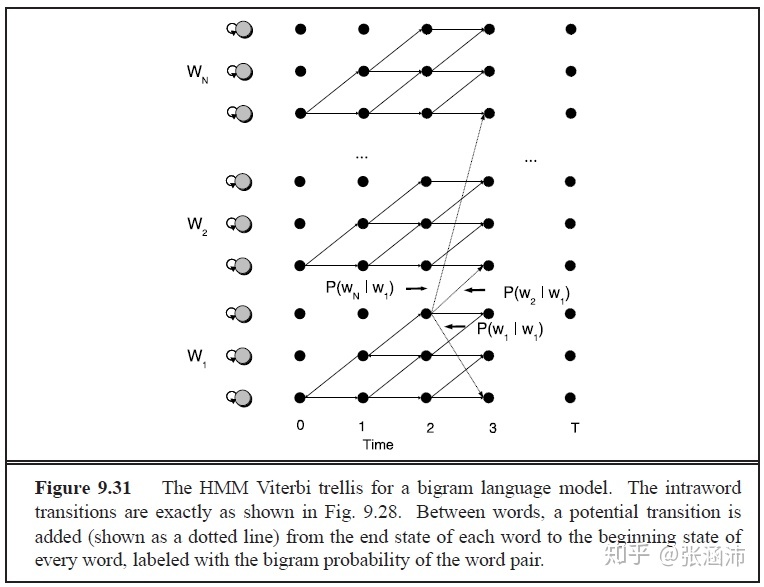 W_N
...
...
W_2
P(w_N | w_1)
P(w_2 | w_1)
P(w_1 | w_1)
W_1
0 1 2 3 T
Time
Figure 9.31 The HMM Viterbi trellis for a bigram language model. The intraword
transitions are exactly as shown in Fig. 9.28. Between words, a potential transition is
added (shown as a dotted line) from the end state of each word to the beginning state of
every word, labeled with the bigram probability of the word pair.
知乎 @张涵沛